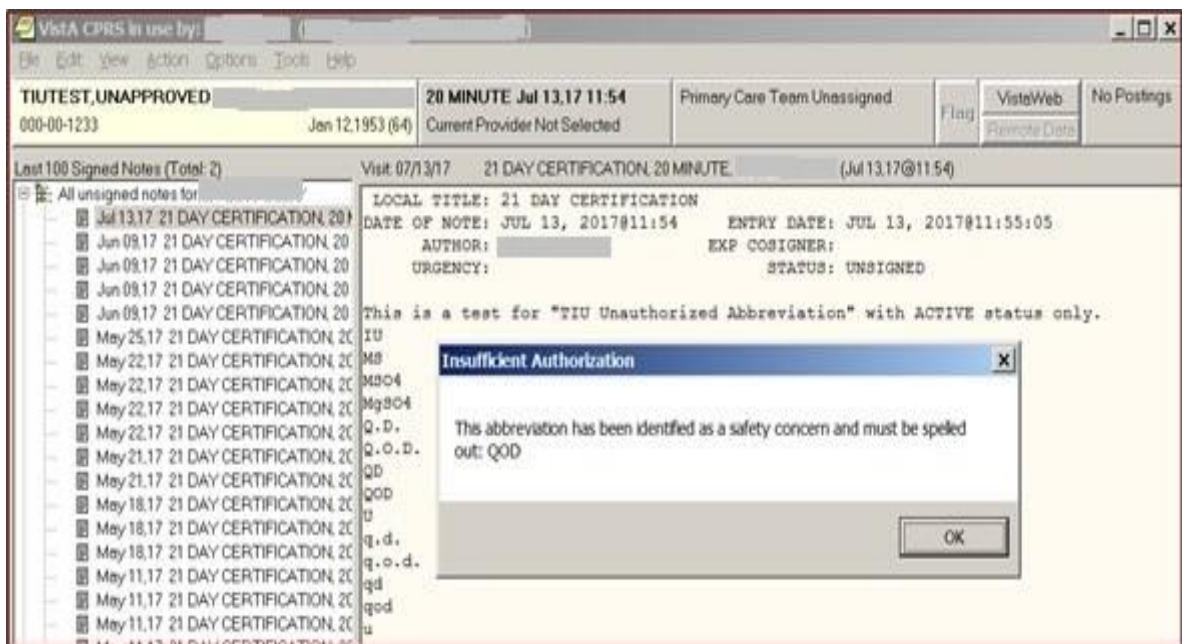 VistA CPRS in use by: (
File Edit View Action Options Tools Help
TIUTEST,UNAPPROVED
000-00-1233 Jan 12,1953 (64)
20 MINUTE Jul 13,17 11:54
Current Provider Not Selected
Primary Care Team Unassigned
Flag
VistaWeb
Remote Data
No Postings
Last 100 Signed Notes (Total: 2)
Visit: 07/13/17 21 DAY CERTIFICATION, 20 MINUTE, (Jul 13,17@11:54)
All unsigned notes for
Jul 13,17 21 DAY CERTIFICATION, 20
Jun 09,17 21 DAY CERTIFICATION, 20
Jun 09,17 21 DAY CERTIFICATION, 20
Jun 09,17 21 DAY CERTIFICATION, 20
Jun 09,17 21 DAY CERTIFICATION, 20
May 25,17 21 DAY CERTIFICATION, 20
May 22,17 21 DAY CERTIFICATION, 20
May 22,17 21 DAY CERTIFICATION, 20
May 22,17 21 DAY CERTIFICATION, 20
May 22,17 21 DAY CERTIFICATION, 20
May 21,17 21 DAY CERTIFICATION, 20
May 21,17 21 DAY CERTIFICATION, 20
May 18,17 21 DAY CERTIFICATION, 20
May 18,17 21 DAY CERTIFICATION, 20
May 18,17 21 DAY CERTIFICATION, 20
May 11,17 21 DAY CERTIFICATION, 20
May 11,17 21 DAY CERTIFICATION, 20
May 11,17 21 DAY CERTIFICATION, 20
LOCAL TITLE: 21 DAY CERTIFICATION
DATE OF NOTE: JUL 13, 2017@11:54 ENTRY DATE: JUL 13, 2017@11:55:05
AUTHOR: EXP COSIGNER:
URGENCY: STATUS: UNSIGNED
This is a test for "TIU Unauthorized Abbreviation" with ACTIVE status only.
IU
MS
MSO4
MgSO4
Q.D.
Q.O.D.
QD
QOD
U
q.d.
q.o.d.
qd
qod
u
Insufficient Authorization
This abbreviation has been identified as a safety concern and must be spelled
out: QOD
OK